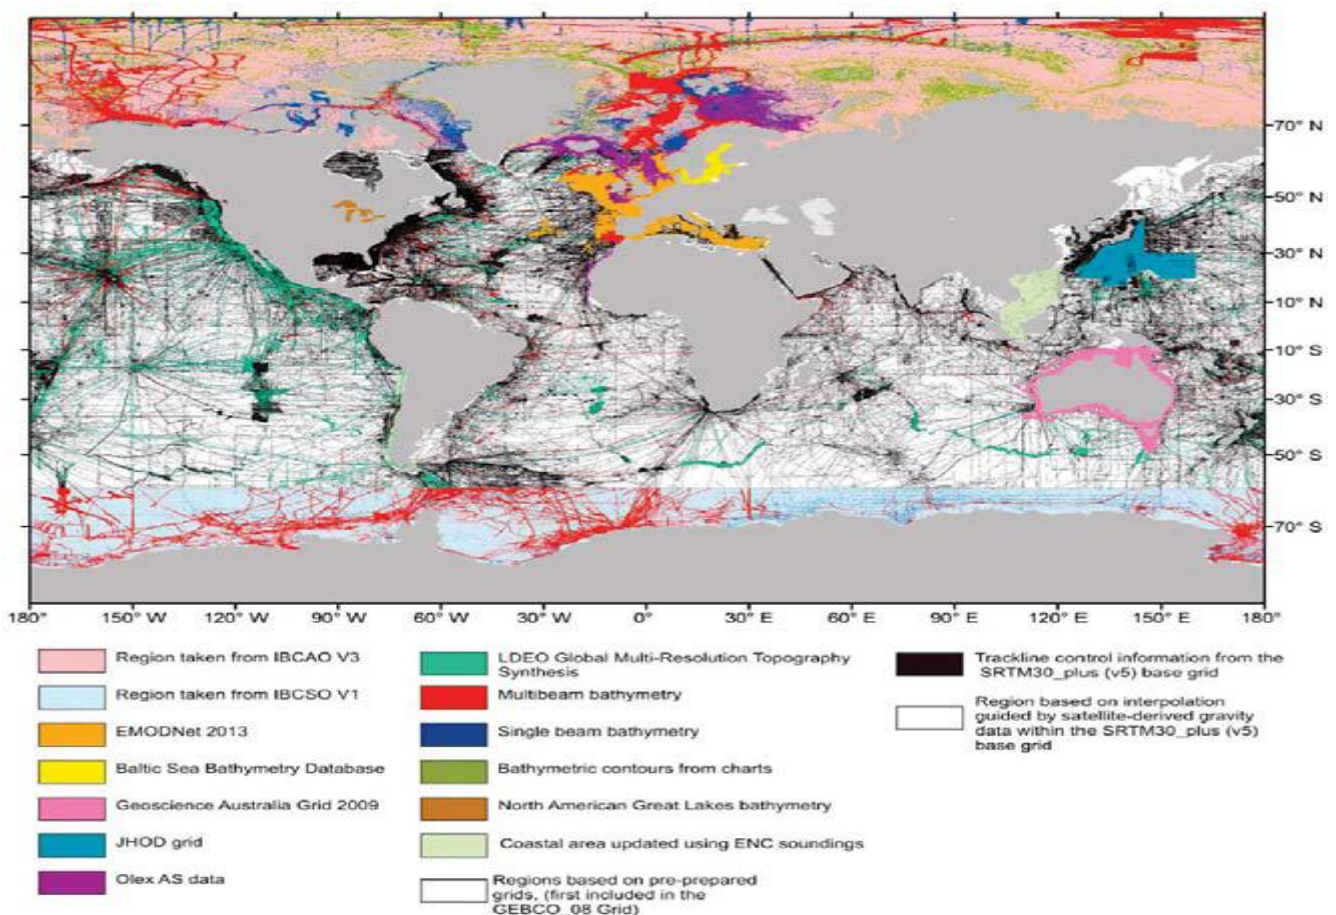 70° N
50° N
30° N
10° N
10° S
30° S
50° S
70° S
180° 150° W 120° W 90° W 60° W 30° W 0° 30° E 60° E 90° E 120° E 150° E 180°
Region taken from IBCAO V3
Region taken from IBCSO V1
EMODNet 2013
Baltic Sea Bathymetry Database
Geoscience Australia Grid 2009
JHOD grid
Olex AS data
LDEO Global Multi-Resolution Topography
Synthesis
Multibeam bathymetry
Single beam bathymetry
Bathymetric contours from charts
North American Great Lakes bathymetry
Coastal area updated using ENC soundings
Regions based on pre-prepared
grids, (first included in the
GEBCO_08 Grid)
Trackline control information from the
SRTM30_plus (v5) base grid
Region based on interpolation
guided by satellite-derived gravity
data within the SRTM30_plus (v5)
base grid